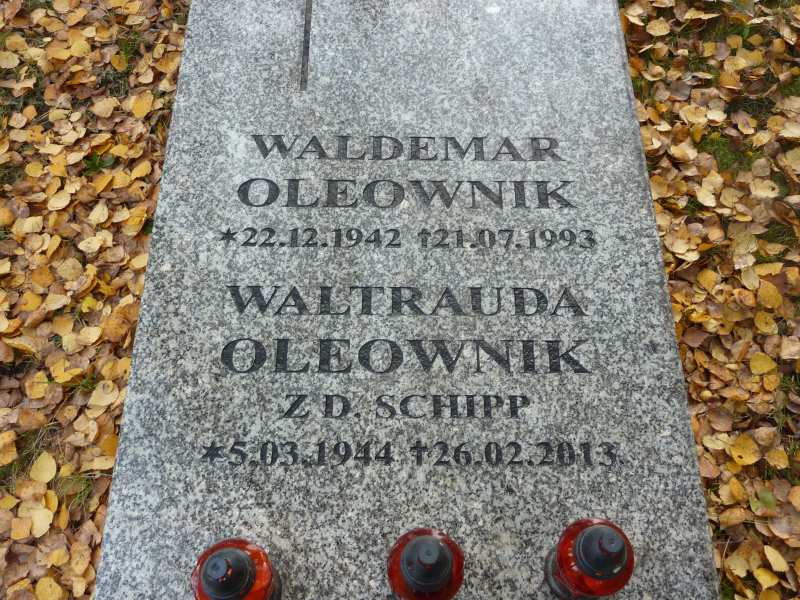 WALDEMAR
OLEOWNIK
*22.12.1942 †21.07.1993
WALTRAUDA
OLEOWNIK
Z D. SCHIPP
*5.03.1944 †26.02.2013